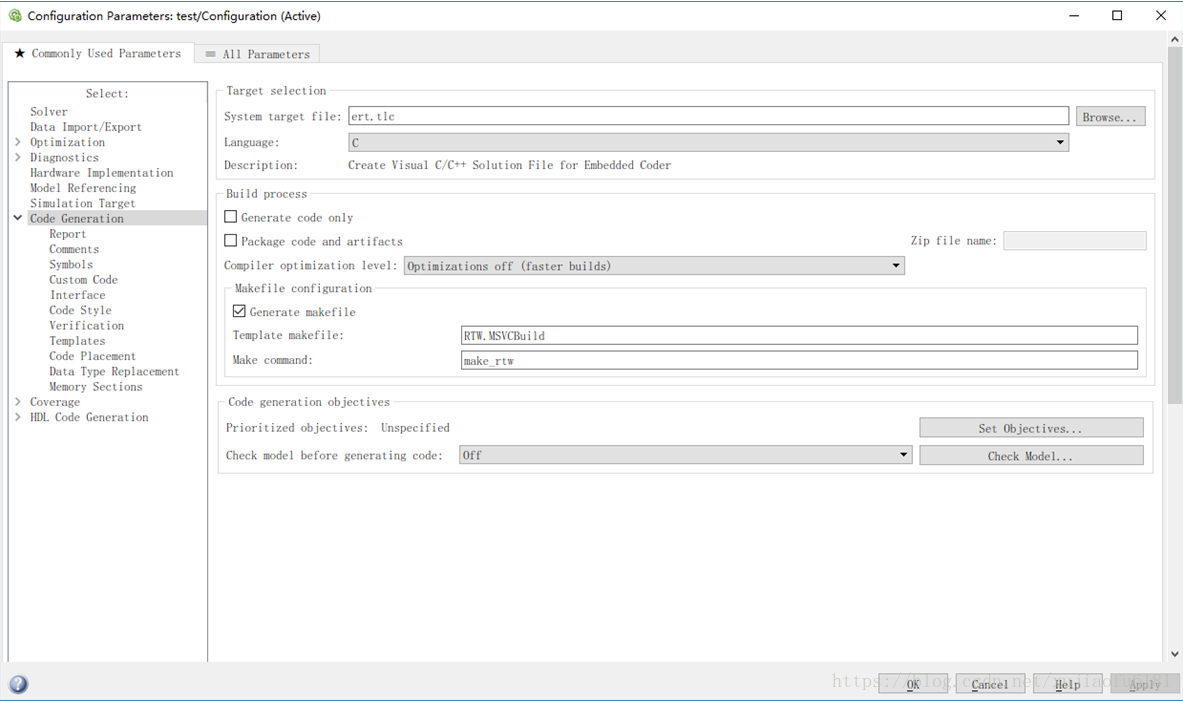 Configuration Parameters: test/Configuration (Active)
★ Commonly Used Parameters
All Parameters
Select:
Solver
Data Import/Export
Optimization
Diagnostics
Hardware Implementation
Model Referencing
Simulation Target
Code Generation
Report
Comments
Symbols
Custom Code
Interface
Code Style
Verification
Templates
Code Placement
Data Type Replacement
Memory Sections
Coverage
HDL Code Generation
Target selection
System target file: ert.tlc Browse...
Language: C
Description: Create Visual C/C++ Solution File for Embedded Coder
Build process
Generate code only
Package code and artifacts Zip file name:
Compiler optimization level: Optimizations off (faster builds)
Makefile configuration
Generate makefile
Template makefile: RTW.MSVCBuild
Make command: make_rtw
Code generation objectives
Prioritized objectives: Unspecified Set Objectives...
Check model before generating code: Off Check Model...
OK Cancel Help Apply